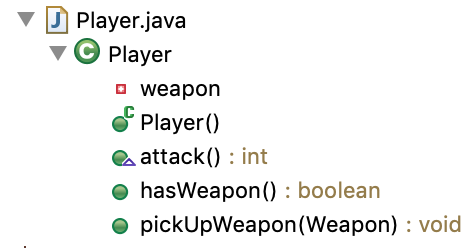 Player.java
Player
weapon
Player()
attack() : int
hasWeapon() : boolean
pickUpWeapon(Weapon) : void